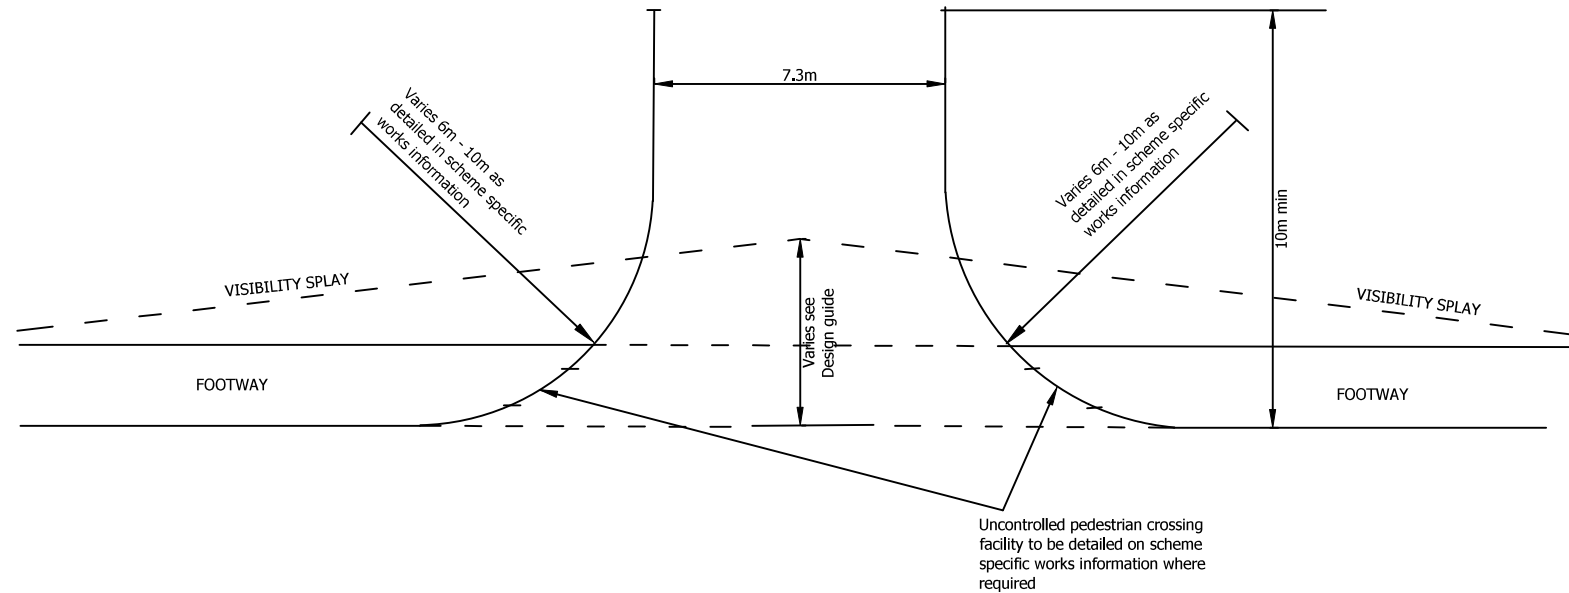 7.3m
Varies 6m - 10m as
detailed in scheme specific
works information
Varies 6m - 10m as
detailed in scheme specific
works information
10m min
VISIBILITY SPLAY
VISIBILITY SPLAY
Varies see
Design guide
FOOTWAY
FOOTWAY
Uncontrolled pedestrian crossing
facility to be detailed on scheme
specific works information where
required